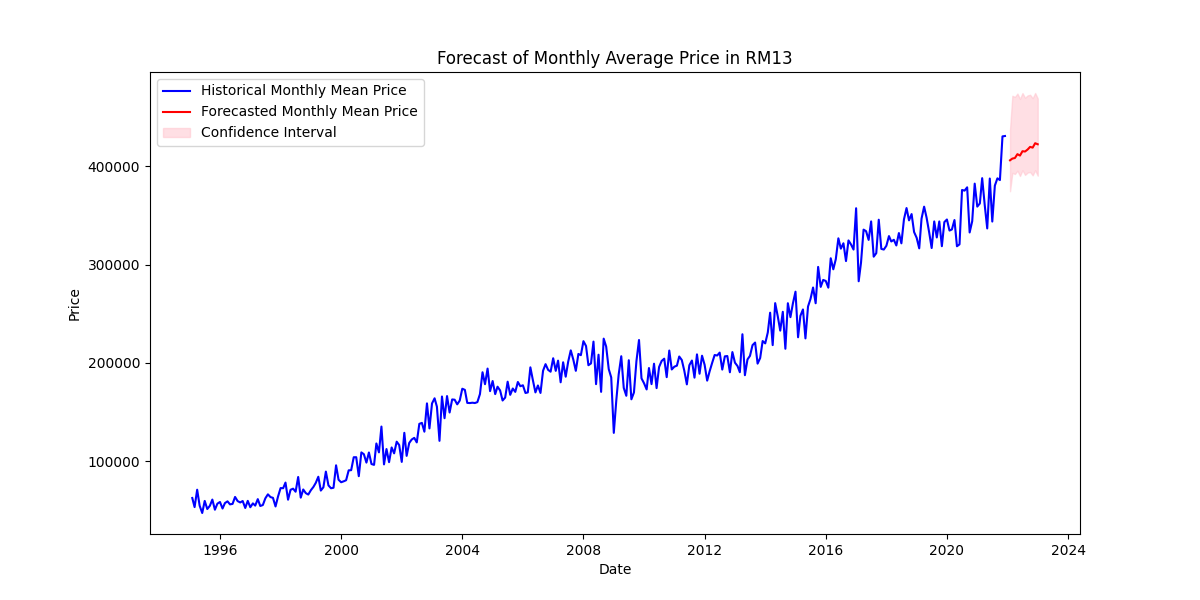 Forecast of Monthly Average Price in RM13
Historical Monthly Mean Price
Forecasted Monthly Mean Price
Confidence Interval
400000
300000
200000
100000
Price
1996 2000 2004 2008 2012 2016 2020 2024
Date